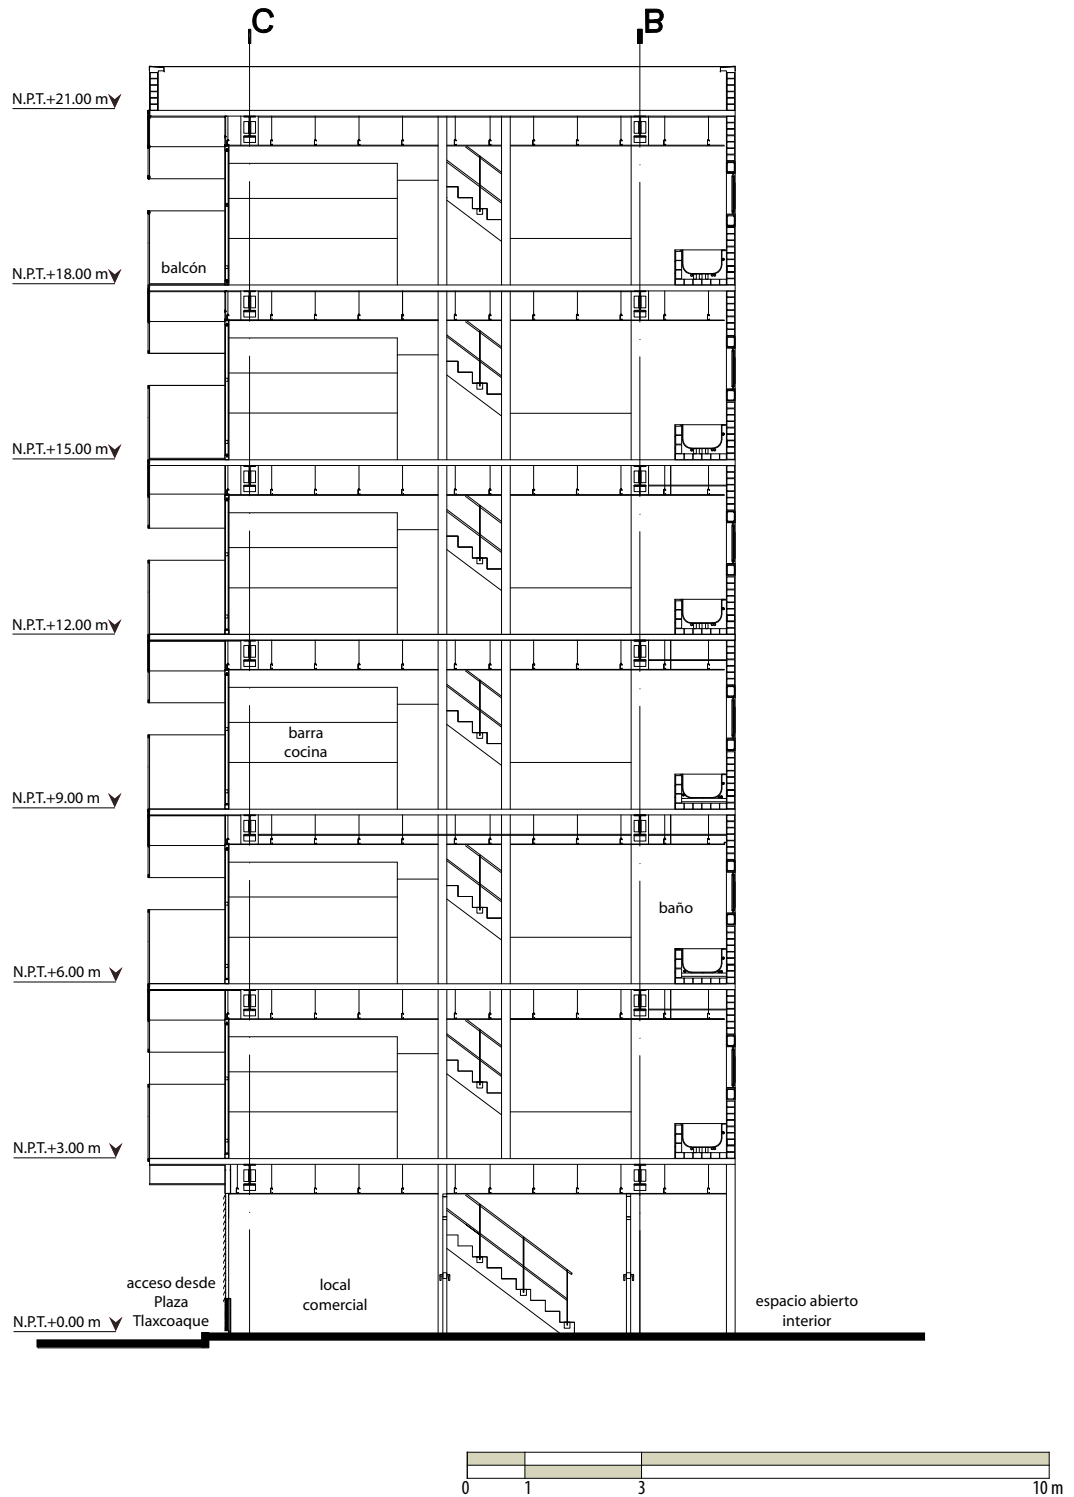 C B
N.P.T.+21.00 m
N.P.T.+18.00 m
balcón
N.P.T.+15.00 m
N.P.T.+12.00 m
barra
cocina
N.P.T.+9.00 m
baño
N.P.T.+6.00 m
N.P.T.+3.00 m
acceso desde
Plaza
Tlaxcoaque
local
comercial
espacio abierto
interior
N.P.T.+0.00 m
0 1 3 10 m